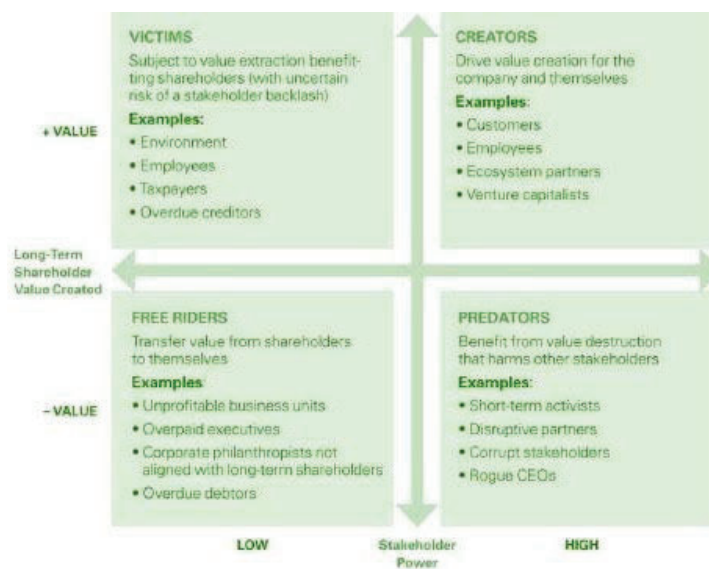 VICTIMS
Subject to value extraction benefit-
ting shareholders (with uncertain
risk of a stakeholder backlash)
Examples:
• Environment
• Employees
• Taxpayers
• Overdue creditors
CREATORS
Drive value creation for the
company and themselves
Examples:
• Customers
• Employees
• Ecosystem partners
• Venture capitalists
+ VALUE
Long-Term
Shareholder
Value Created
FREE RIDERS
Transfer value from shareholders
to themselves
Examples
• Unprofitable business units
• Overpaid executives
• Corporate philanthropists not
aligned with long-term shareholders
• Overdue debtors
PREDATORS
Benefit from value destruction
that harms other stakeholders
Examples:
• Short-term activists
• Disruptive partners
• Corrupt stakeholders
• Rogue CEOs
– VALUE
LOW
Stakeholder
Power
HIGH